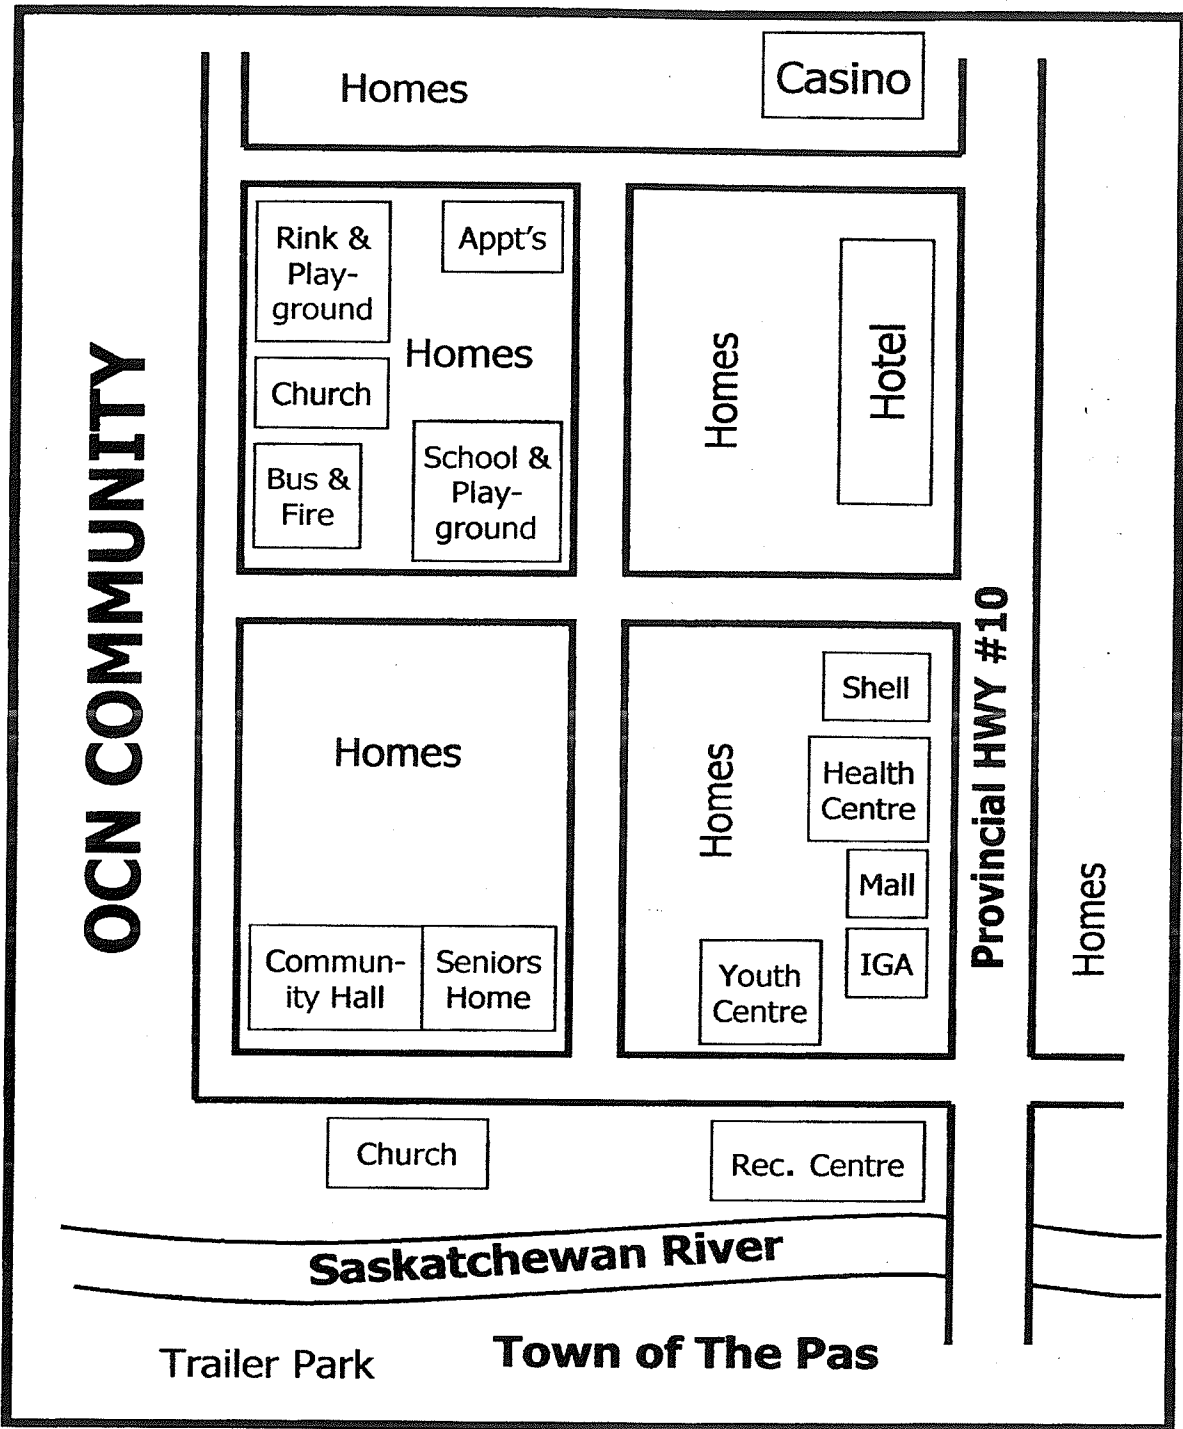 Homes
Casino
Rink &
Play-
ground
Appt's
Homes
Church
Bus &
Fire
School &
Play-
ground
Homes
Hotel
OCN COMMUNITY
Homes
Commun-
ity Hall
Seniors
Home
Homes
Shell
Health
Centre
Mall
IGA
Youth
Centre
Provincial HWY #10
Homes
Church
Rec. Centre
Saskatchewan River
Trailer Park
Town of The Pas